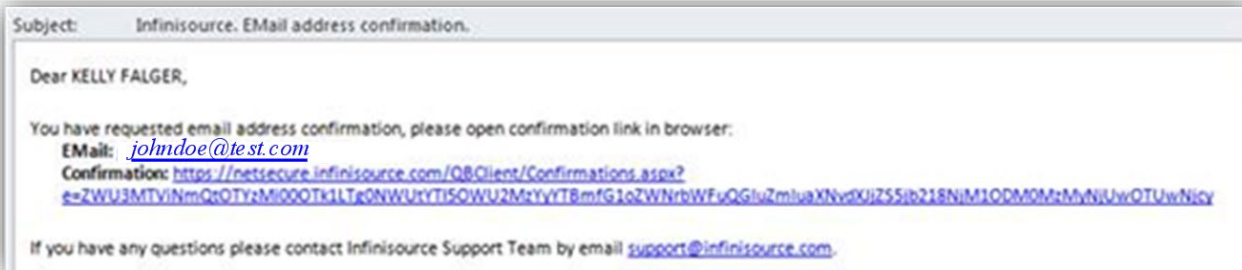 Subject: Infinisource. EMail address confirmation.
Dear KELLY FALGER,
You have requested email address confirmation, please open confirmation link in browser:
EMail: johndoe@test.com
Confirmation: https://netsecure.infinisource.com/QBClient/Confirmations.aspx?
If you have any questions please contact Infinisource Support Team by email support@infinisource.com.